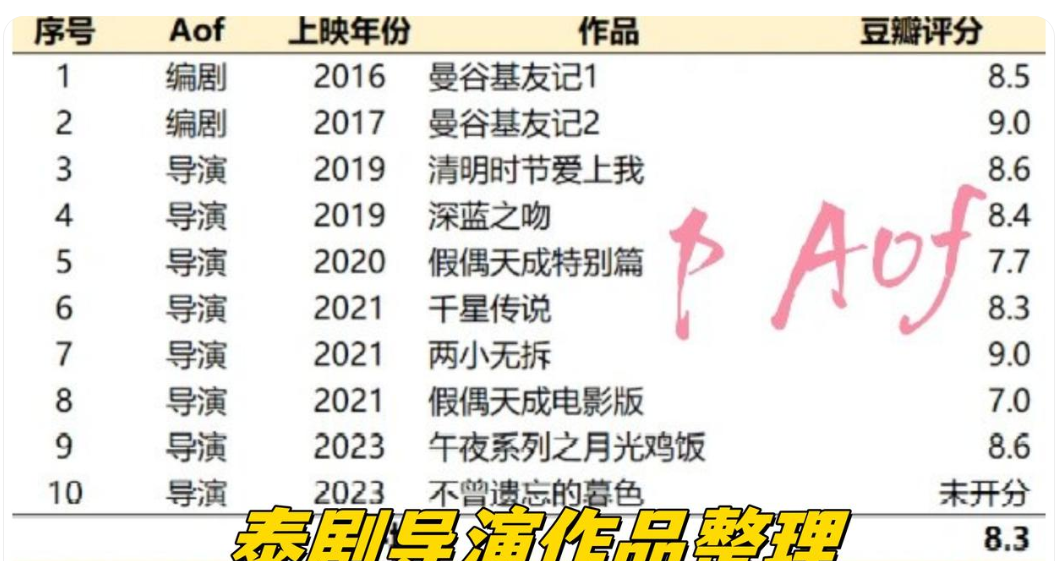 序号 Aof 上映年份 作品 豆瓣评分
1 编剧 2016 曼谷基友记1 8.5
2 编剧 2017 曼谷基友记2 9.0
3 导演 2019 清明时节爱上我 8.6
4 导演 2019 深蓝之吻 8.4
5 导演 2020 假偶天成特别篇 7.7
6 导演 2021 千星传说 8.3
7 导演 2021 两小无拆 9.0
8 导演 2021 假偶天成电影版 7.0
9 导演 2023 午夜系列之月光鸡饭 8.6
10 导演 2023 不曾遗忘的暮色 未开分
8.3
P Aof
泰剧导演作品整理